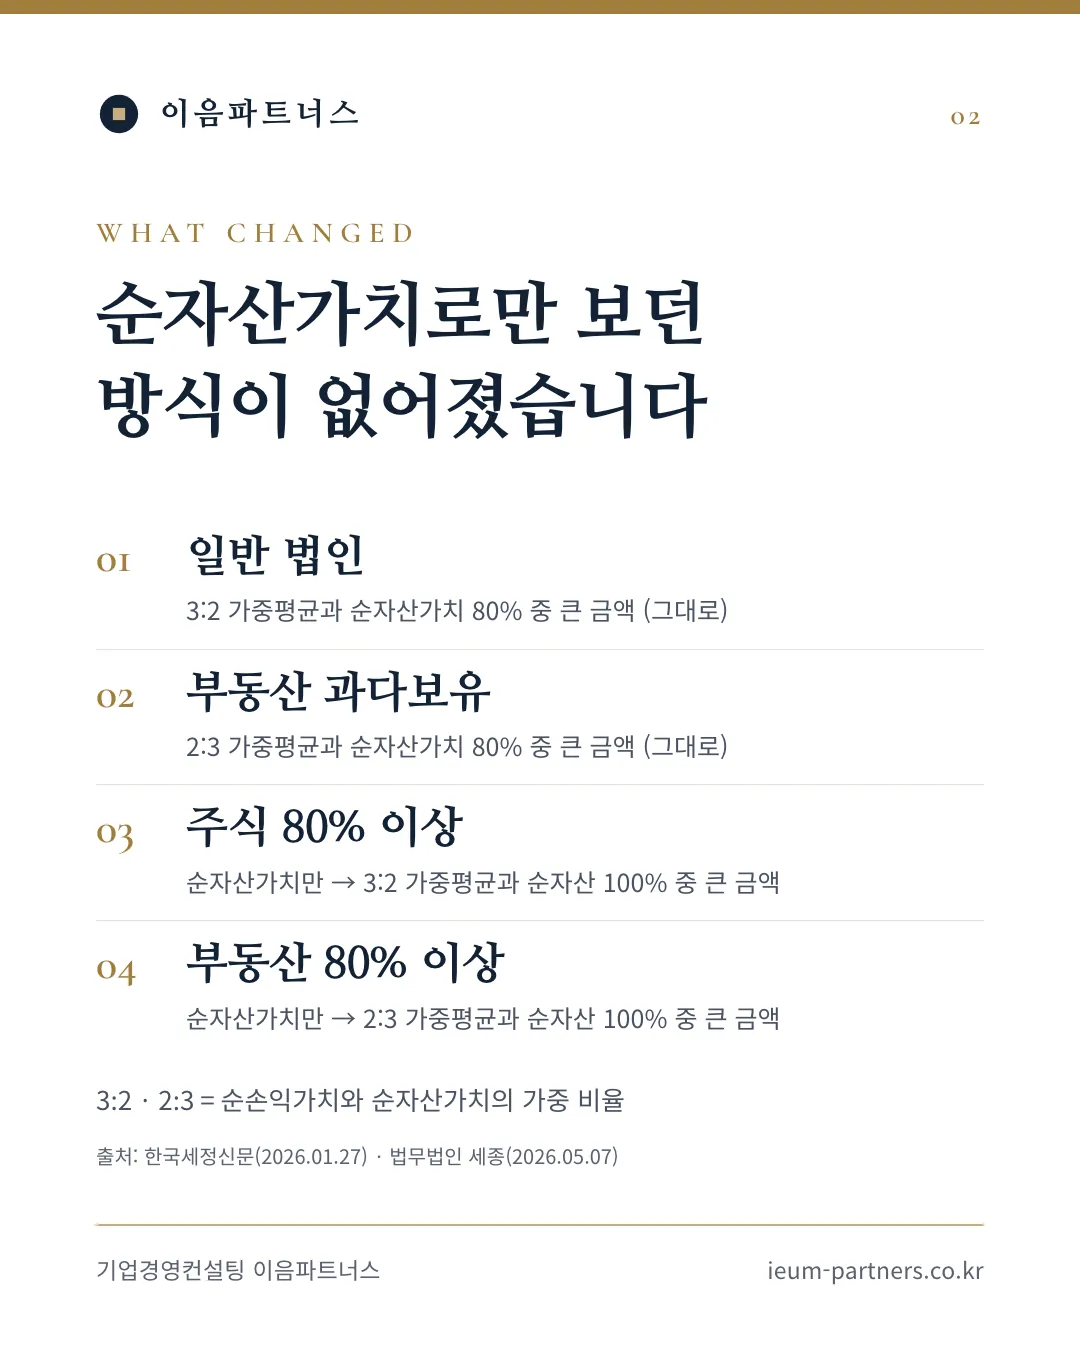 이음파트너스
02
WHAT CHANGED
순자산가치로만 보던
방식이 없어졌습니다
01 일반 법인
3:2 가중평균과 순자산가치 80% 중 큰 금액 (그대로)
02 부동산 과다보유
2:3 가중평균과 순자산가치 80% 중 큰 금액 (그대로)
03 주식 80% 이상
순자산가치만 → 3:2 가중평균과 순자산 100% 중 큰 금액
04 부동산 80% 이상
순자산가치만 → 2:3 가중평균과 순자산 100% 중 큰 금액
3:2 · 2:3 = 순손익가치와 순자산가치의 가중 비율
출처: 한국세정신문(2026.01.27) · 법무법인 세종(2026.05.07)
기업경영컨설팅 이음파트너스
ieum-partners.co.kr